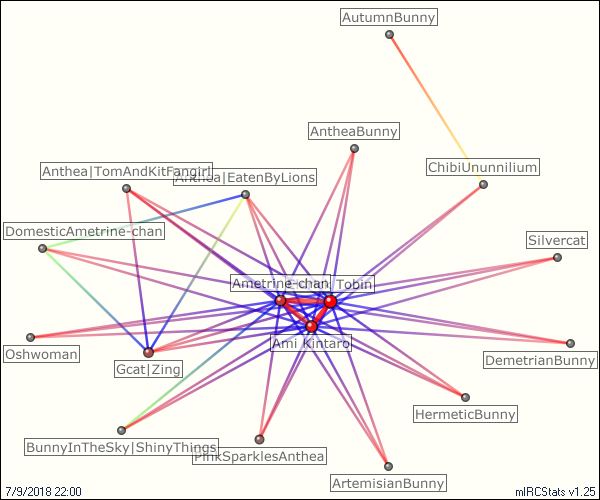 AutumnBunny
AntheaBunny
ChibiUnunnilium
Anthea|TomAndKitFangirl
Anthea|EatenByLions
DomesticAmetrine-chan
Silvercat
Ametrine-chan
Tobin
Ami Kintaro
Oshwoman
Gcat|Zing
DemetrianBunny
HermeticBunny
BunnyInTheSky|ShinyThings
PinkSparklesAnthea
ArtemisianBunny
7/9/2018 22:00
mIRCStats v1.25